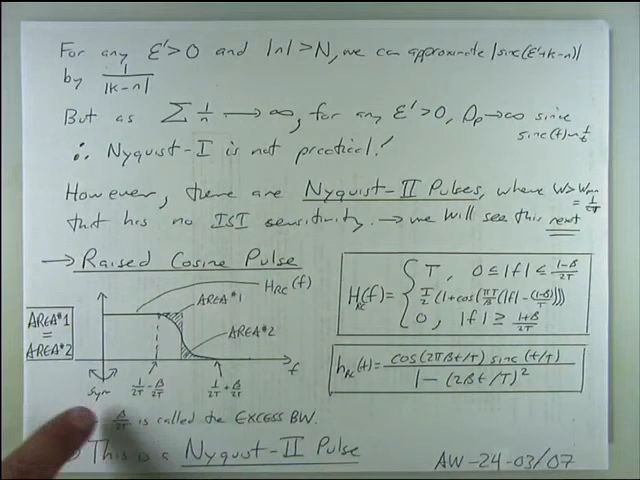 For any ε'>0 and |n|>N, we can approximate |sinc(ε'+k-n)|
by 1/|k-n|
But as Σ 1/n → ∞, for any ε'>0, Dp→∞ since
sinc(t)~1/t
∴ Nyquist-I is not practical!
However, there are Nyquist-II Pulses, where W>Wmin = 1/2T
that has no ISI sensitivity. → we will see this next
→ Raised Cosine Pulse
H_RC(f)
AREA#1
AREA#2
AREA#1
=
AREA#2
f
Sym
1/2T - β/2T
1/2T + β/2T
H_RC(f) = { T, 0 ≤ |f| ≤ (1-β)/2T
T/2 (1+cos(πT/β(|f| - (1-β)/2T)))
0, |f| ≥ (1+β)/2T
h_RC(t) = cos(2πβt/T) sinc(t/T) / 1-(2βt/T)²
β/2T is called the EXCESS BW.
This is a Nyquist-II Pulse
AW-24-03/07